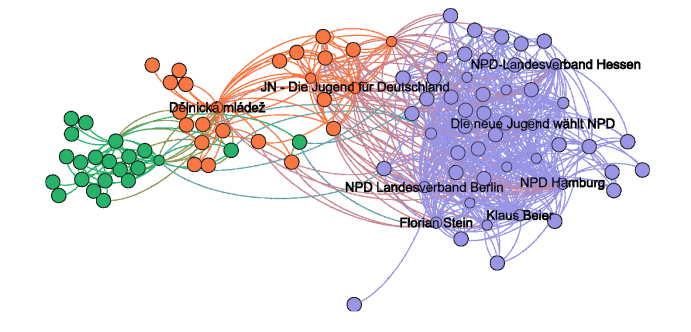 NPD-Landesverband Hessen
JN - Die Jugend für Deutschland
Dělnická mládež
Die neue Jugend wählt NPD
NPD Landesverband Berlin
NPD Hamburg
Klaus Beier
Florian Stein